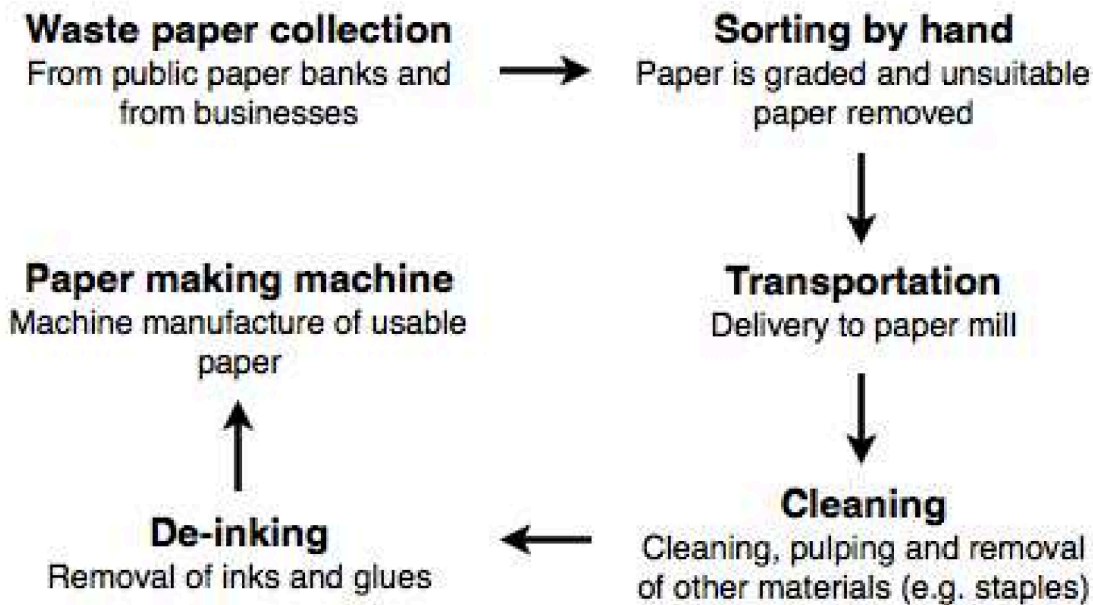 Waste paper collection
From public paper banks and
from businesses
Sorting by hand
Paper is graded and unsuitable
paper removed
Transportation
Delivery to paper mill
Cleaning
Cleaning, pulping and removal
of other materials (e.g. staples)
De-inking
Removal of inks and glues
Paper making machine
Machine manufacture of usable
paper